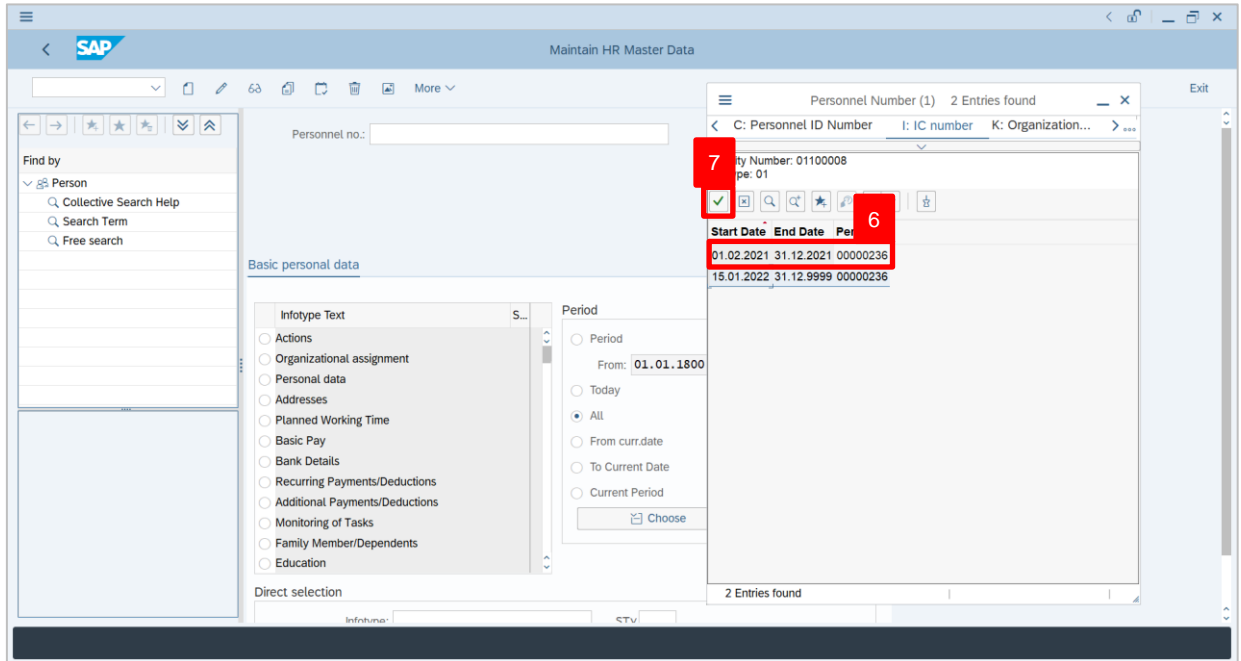 SAP
Maintain HR Master Data
More
Exit
Personnel no.:
Find by
Person
Collective Search Help
Search Term
Free search
Basic personal data
Infotype Text S...
Actions
Organizational assignment
Personal data
Addresses
Planned Working Time
Basic Pay
Bank Details
Recurring Payments/Deductions
Additional Payments/Deductions
Monitoring of Tasks
Family Member/Dependents
Education
Period
Period
From: 01.01.1800
Today
All
From curr.date
To Current Date
Current Period
Choose
Direct selection
Infotype:
STy
Personnel Number (1) 2 Entries found
C: Personnel ID Number I: IC number K: Organization...
7
ity Number: 01100008
pe: 01
6
Start Date End Date Per
01.02.2021 31.12.2021 00000236
15.01.2022 31.12.9999 00000236
2 Entries found